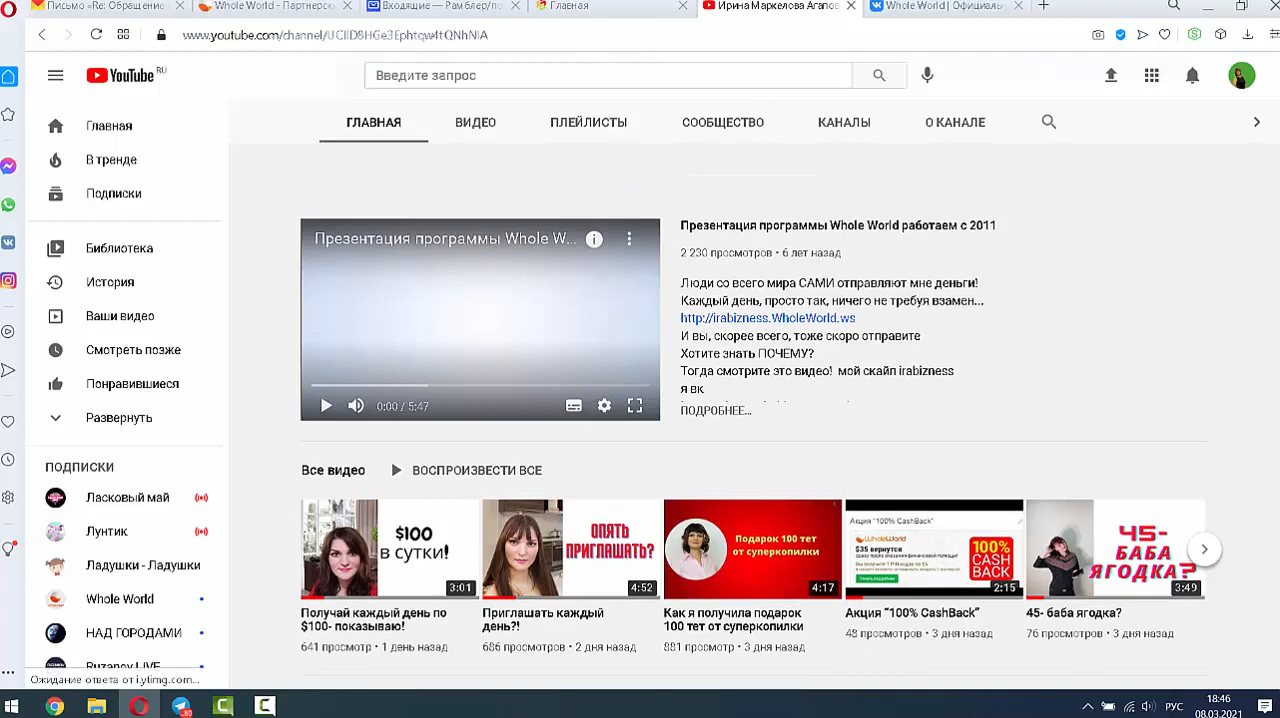 Письмо «Re: Обращение
Whole World - Партнерск
Входящие — Рамблер/по
Главная
Ирина Маркелова Агапов
Whole World | Официаль
www.youtube.com/channel/
YouTube RU
Введите запрос
ГЛАВНАЯ
ВИДЕО
ПЛЕЙЛИСТЫ
СООБЩЕСТВО
КАНАЛЫ
О КАНАЛЕ
Главная
В тренде
Подписки
Библиотека
История
Ваши видео
Смотреть позже
Понравившиеся
Развернуть
ПОДПИСКИ
Ласковый май
Лунтик
Ладушки - Ладушки
Whole World
НАД ГОРОДАМИ
Ruzanov LIVE
Ожидание ответа от i.ytimg.com...
Презентация программы Whole W...
0:00 / 5:47
Презентация программы Whole World работаем с 2011
2 230 просмотров • 6 лет назад
Люди со всего мира САМИ отправляют мне деньги!
Каждый день, просто так, ничего не требуя взамен...
http://irabizness.WholeWorld.ws
И вы, скорее всего, тоже скоро отправите
Хотите знать ПОЧЕМУ?
Тогда смотрите это видео! мой скайп irabizness
я вк
ПОДРОБНЕЕ...
Все видео
ВОСПРОИЗВЕСТИ ВСЕ
$100
в сутки!
3:01
Получай каждый день по
$100- показываю!
641 просмотр • 1 день назад
ОПЯТЬ
ПРИГЛАШАТЬ?
4:52
Приглашать каждый
день?!
686 просмотров • 2 дня назад
Подарок 100 тет
от суперкопилки
4:17
Как я получила подарок
100 тет от суперкопилки
881 просмотр • 3 дня назад
Акция "100% CashBack"
WholeWorld
$35 вернутся
100%
CASH
BACK
2:15
Акция "100% CashBack"
48 просмотров • 3 дня назад
45-
БАБА
ЯГОДКА?
3:49
45- баба ягодка?
76 просмотров • 3 дня назад
80
РУС
18:46
08.03.2021